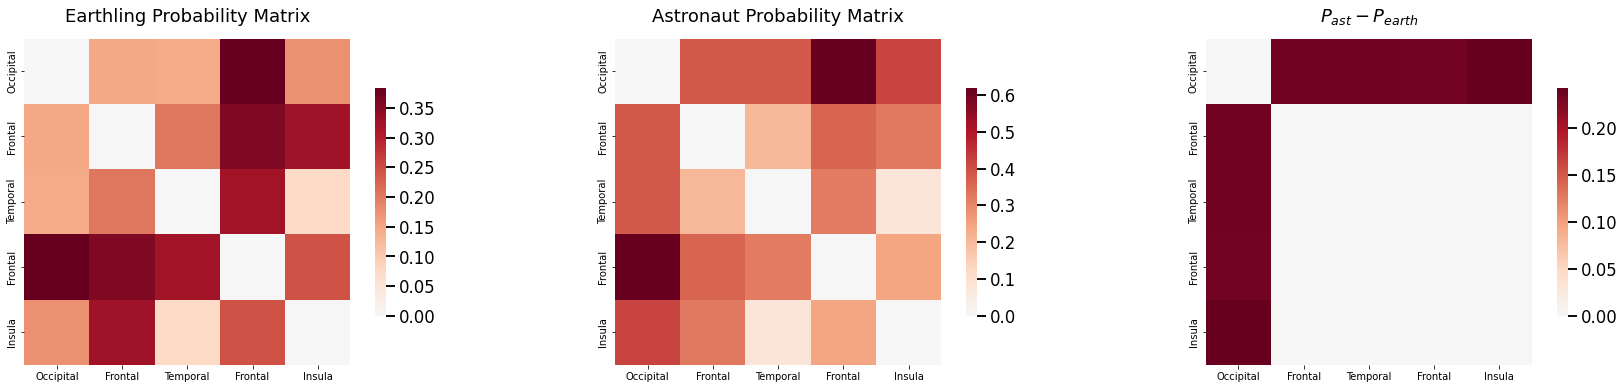 Earthling Probability Matrix
Occipital
Frontal
Temporal
Frontal
Insula
Occipital Frontal Temporal Frontal Insula
0.35
0.30
0.25
0.20
0.15
0.10
0.05
0.00
Astronaut Probability Matrix
Occipital
Frontal
Temporal
Frontal
Insula
Occipital Frontal Temporal Frontal Insula
0.6
0.5
0.4
0.3
0.2
0.1
0.0
P_ast − P_earth
Occipital
Frontal
Temporal
Frontal
Insula
Occipital Frontal Temporal Frontal Insula
0.20
0.15
0.10
0.05
0.00